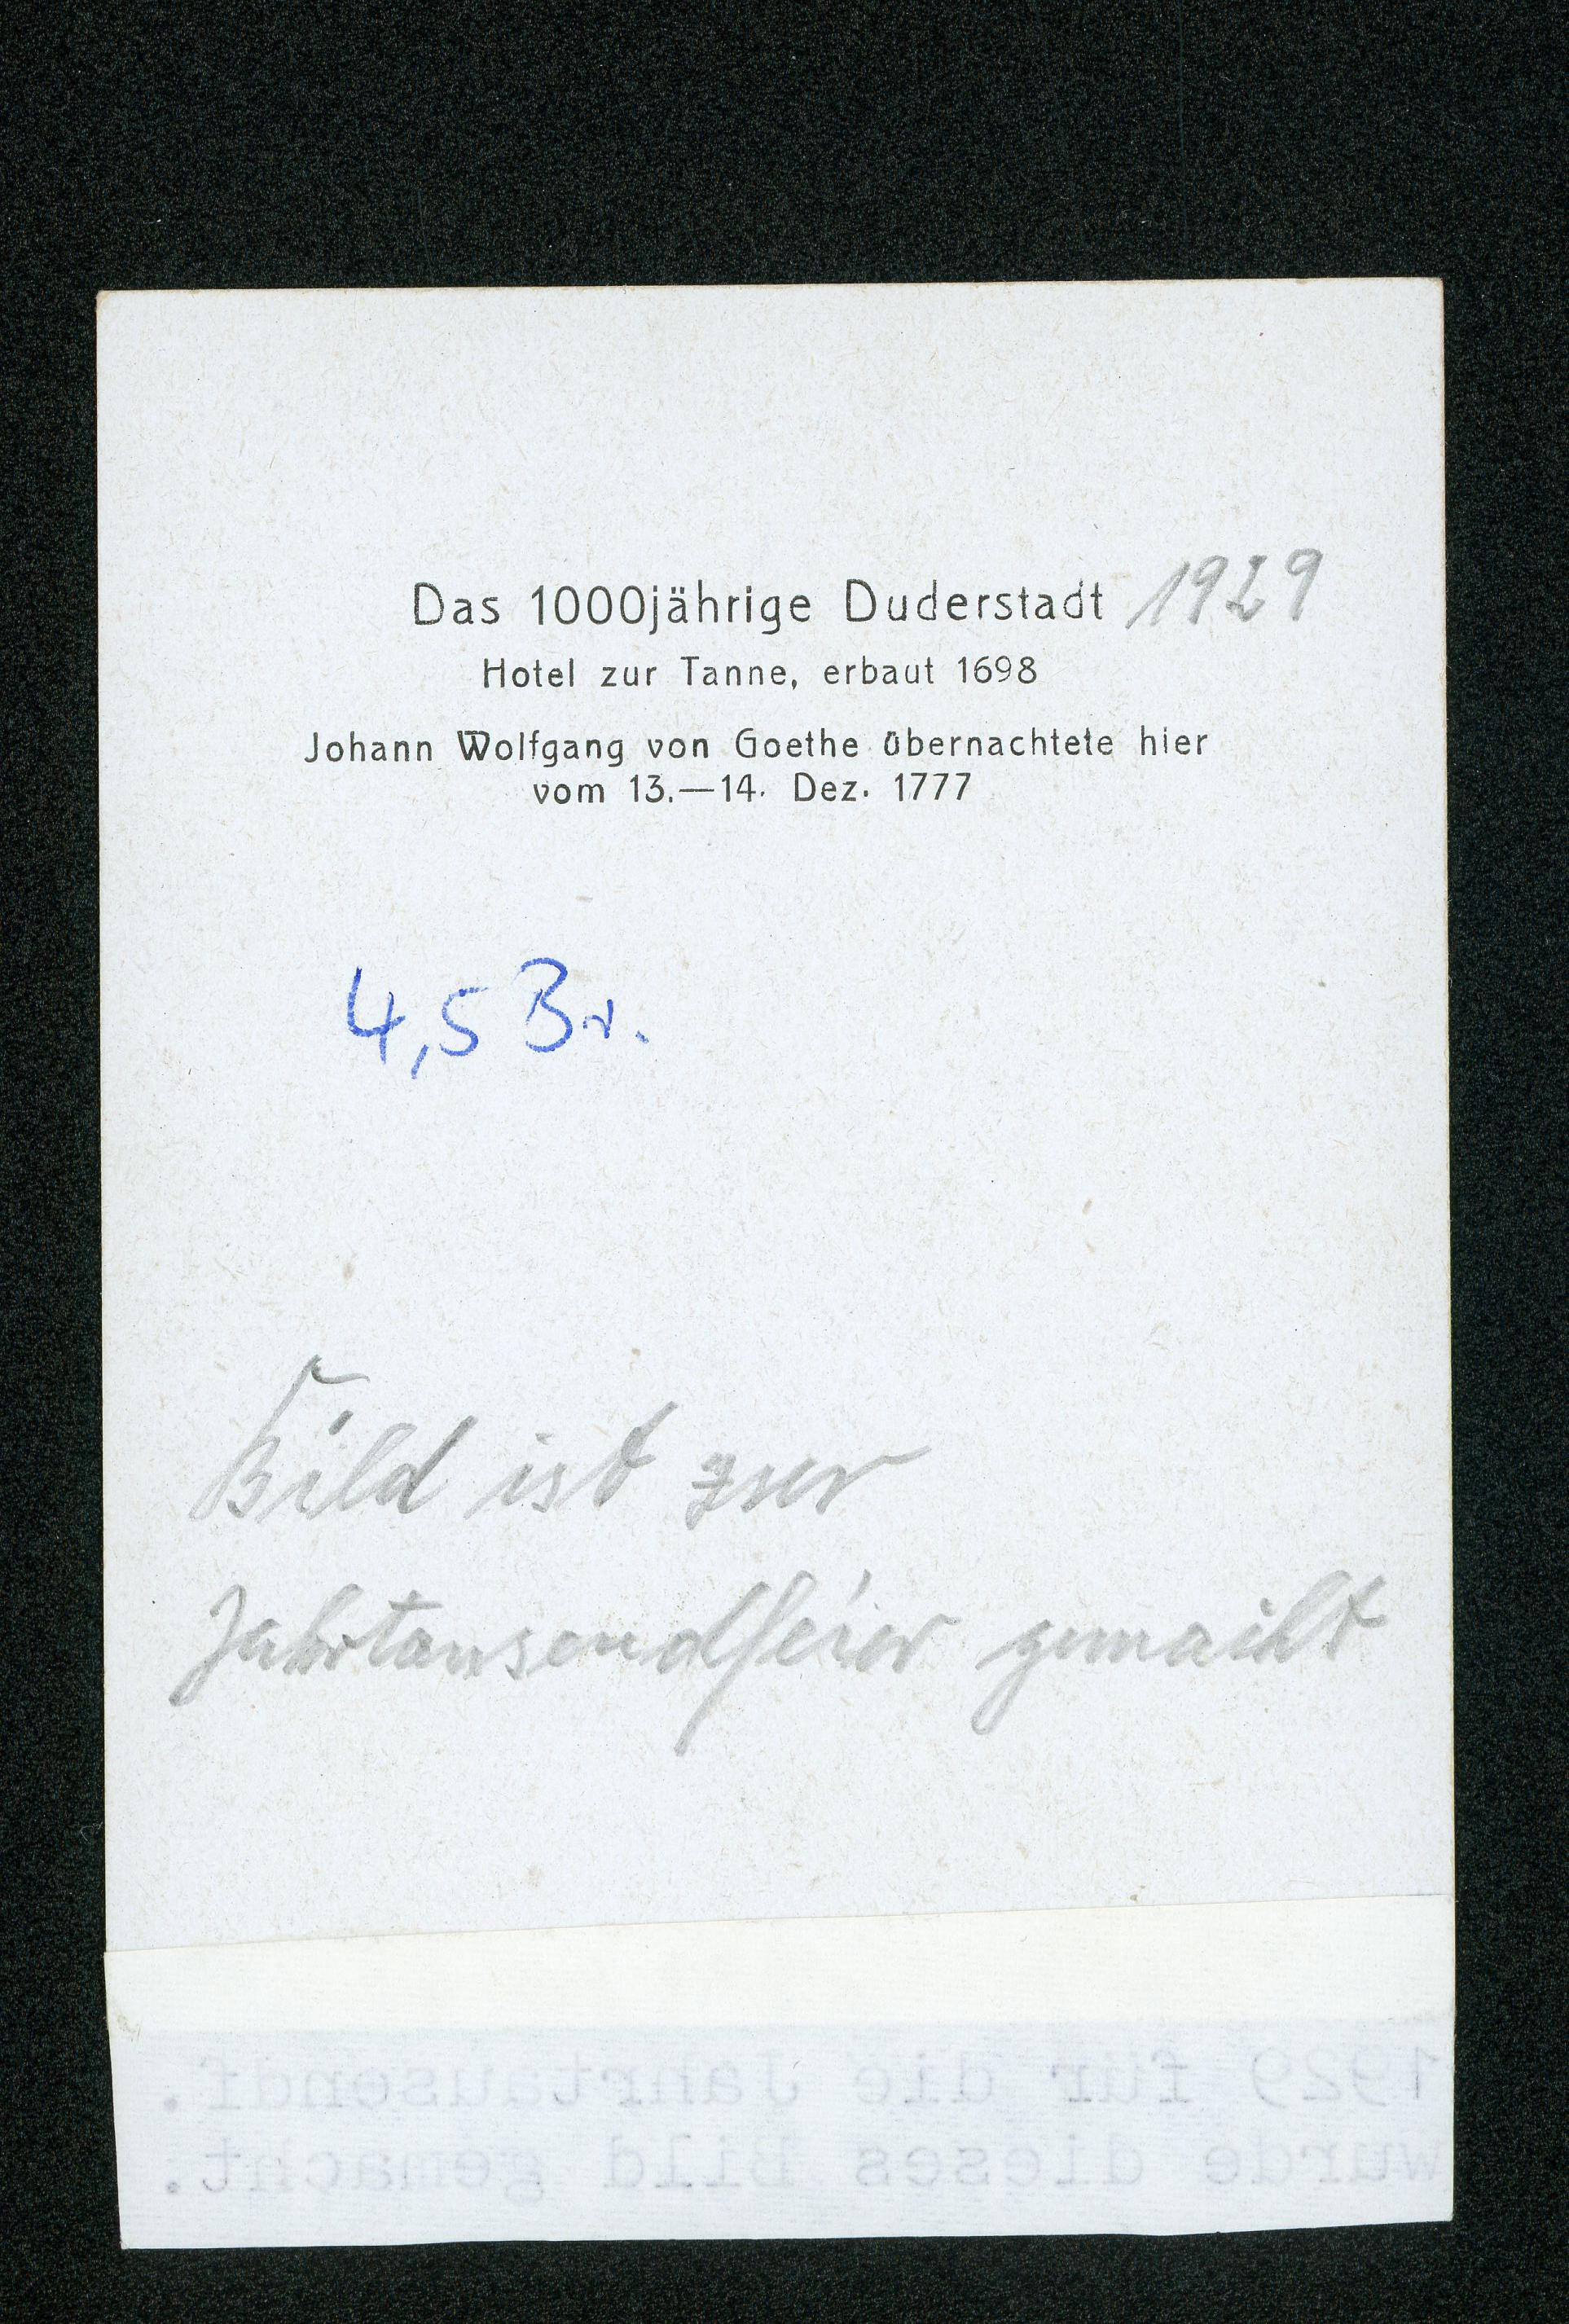 Das 1000jährige Duderstadt 1929
Hotel zur Tanne, erbaut 1698
Johann Wolfgang von Goethe übernachtete hier
vom 13.—14. Dez. 1777
4,5 Br.
Bild ist zur
Jahrtausendfeier gemacht
1929 für die Jahrtausendf.
wurde dieses Bild gemacht.